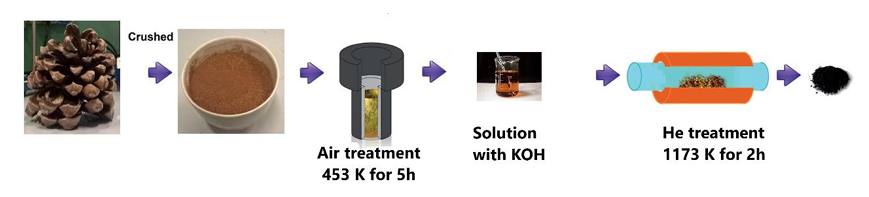 Crushed
Air treatment
453 K for 5h
Solution
with KOH
He treatment
1173 K for 2h